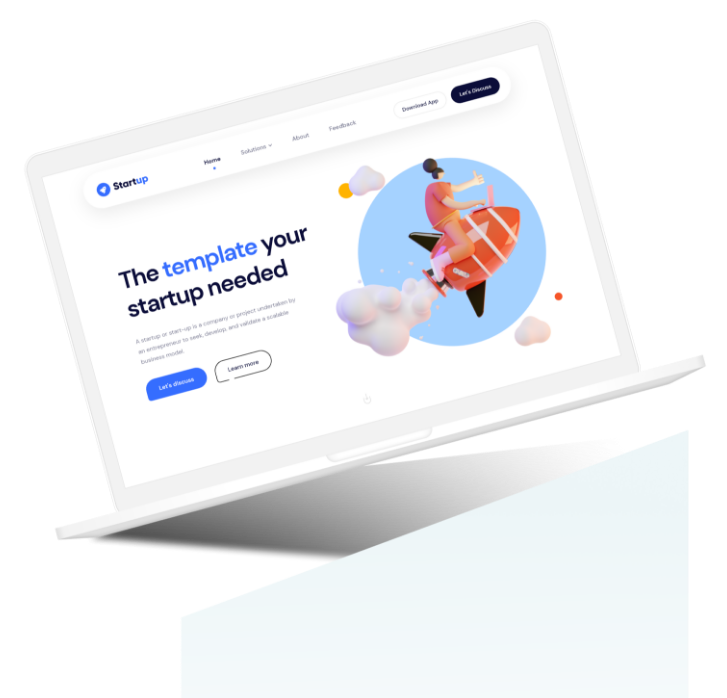 Startup
Home
Solutions
About
Feedback
Download App
Let's Discuss
The template your
startup needed
A startup or start-up is a company or project undertaken by
an entrepreneur to seek, develop, and validate a scalable
business model.
Let's discuss
Learn more